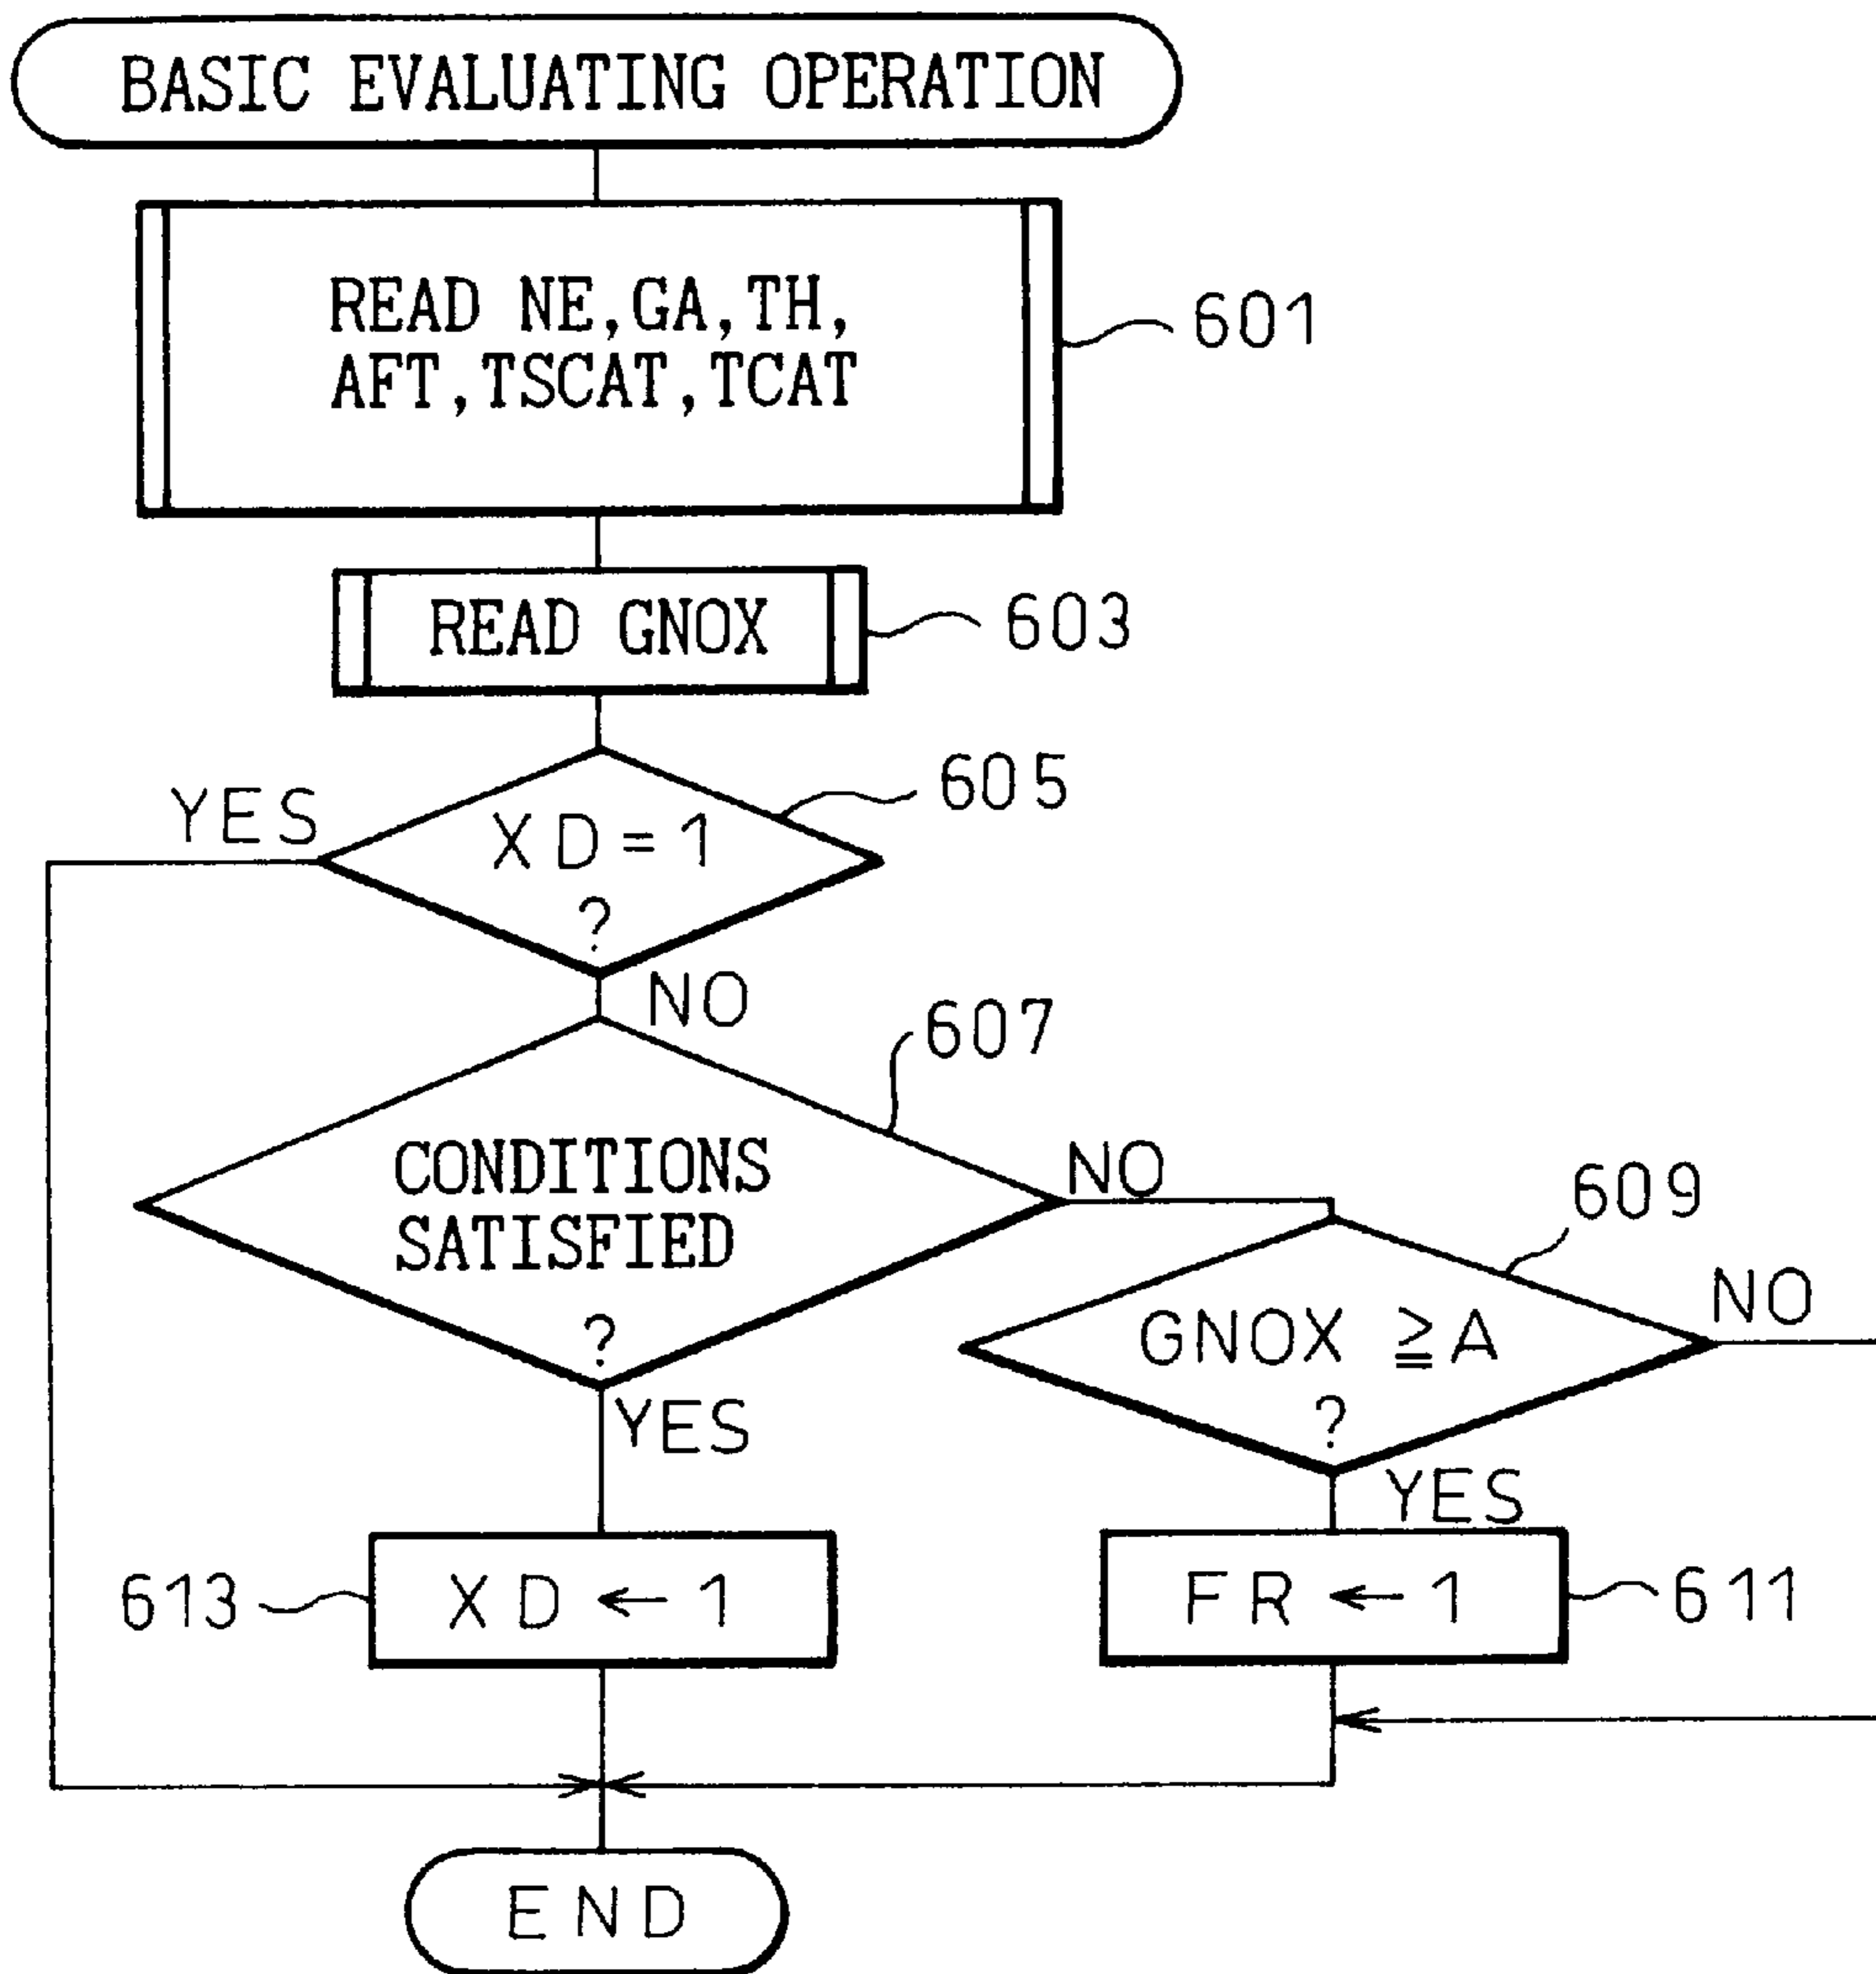 BASIC EVALUATING OPERATION
READ NE,GA,TH,
AFT,TSCAT,TCAT
601
READ GNOX
603
605
YES
XD=1
?
NO
607
CONDITIONS
SATISFIED
?
NO
609
NO
GNOX ≧A
?
YES
YES
613
XD←1
FR←1
611
END